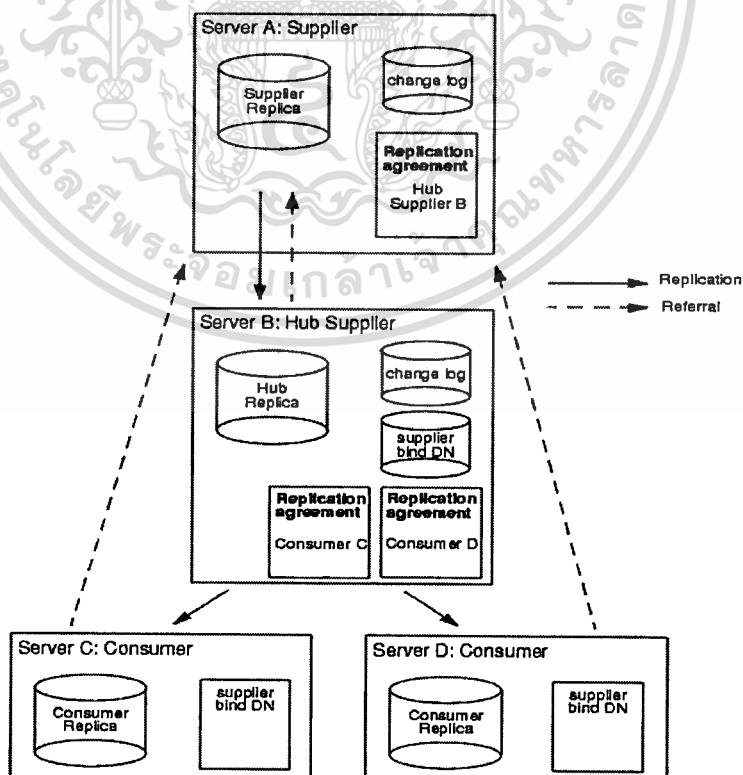 Server A: Supplier
Supplier
Replica
change log
Replication
agreement
Hub
Supplier B
Replication
Referral
Server B: Hub Supplier
Hub
Replica
change log
supplier
bind DN
Replication
agreement
Consumer C
Replication
agreement
Consumer D
Server C: Consumer
Consumer
Replica
supplier
bind DN
Server D: Consumer
Consumer
Replica
supplier
bind DN